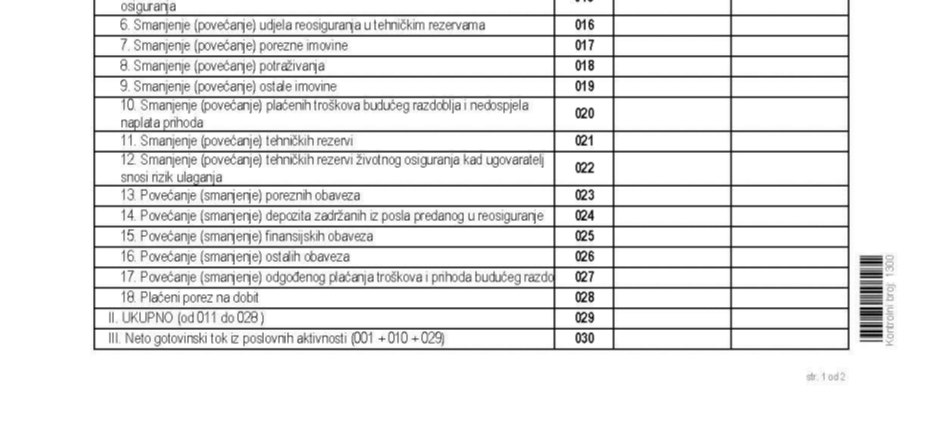 osiguranja
6. Smanjenje (povećanje) udjela reosiguranja u tehničkim rezervama 016
7. Smanjenje (povećanje) porezne imovine 017
8. Smanjenje (povećanje) potraživanja 018
9. Smanjenje (povećanje) ostale imovine 019
10. Smanjenje (povećanje) plaćenih troškova budućeg razdoblja i nedospjela
naplata prihoda 020
11. Smanjenje (povećanje) tehničkih rezervi 021
12. Smanjenje (povećanje) tehničkih rezervi životnog osiguranja kad ugovaratelj
snosi rizik ulaganja 022
13. Povećanje (smanjenje) poreznih obaveza 023
14. Povećanje (smanjenje) depozita zadržanih iz posla predanog u reosiguranje 024
15. Povećanje (smanjenje) finansijskih obaveza 025
16. Povećanje (smanjenje) ostalih obaveza 026
17. Povećanje (smanjenje) odgođenog plaćanja troškova i prihoda budućeg razdo 027
18. Plaćeni porez na dobit 028
II. UKUPNO (od 011 do 028 ) 029
III. Neto gotovinski tok iz poslovnih aktivnosti (001 + 010 + 029) 030
Kontrolni broj: 1300
str. 1 od 2